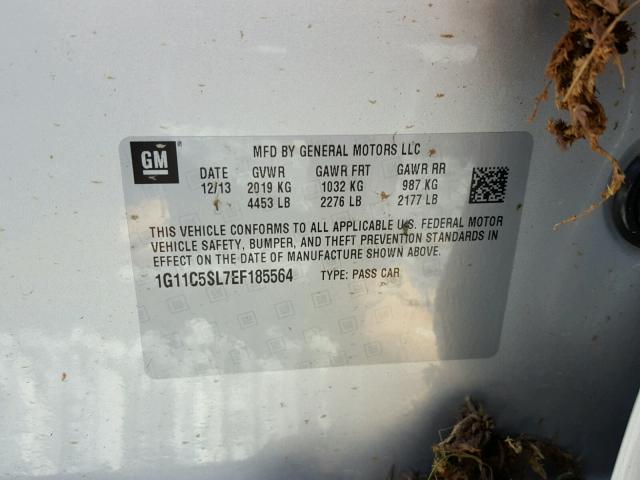 GM
MFD BY GENERAL MOTORS LLC
DATE GVWR GAWR FRT GAWR RR
12/13 2019 KG 1032 KG 987 KG
4453 LB 2276 LB 2177 LB
THIS VEHICLE CONFORMS TO ALL APPLICABLE U.S. FEDERAL MOTOR
VEHICLE SAFETY, BUMPER, AND THEFT PREVENTION STANDARDS IN
EFFECT ON THE DATE OF MANUFACTURE SHOWN ABOVE.
1G11C5SL7EF185564 TYPE: PASS CAR